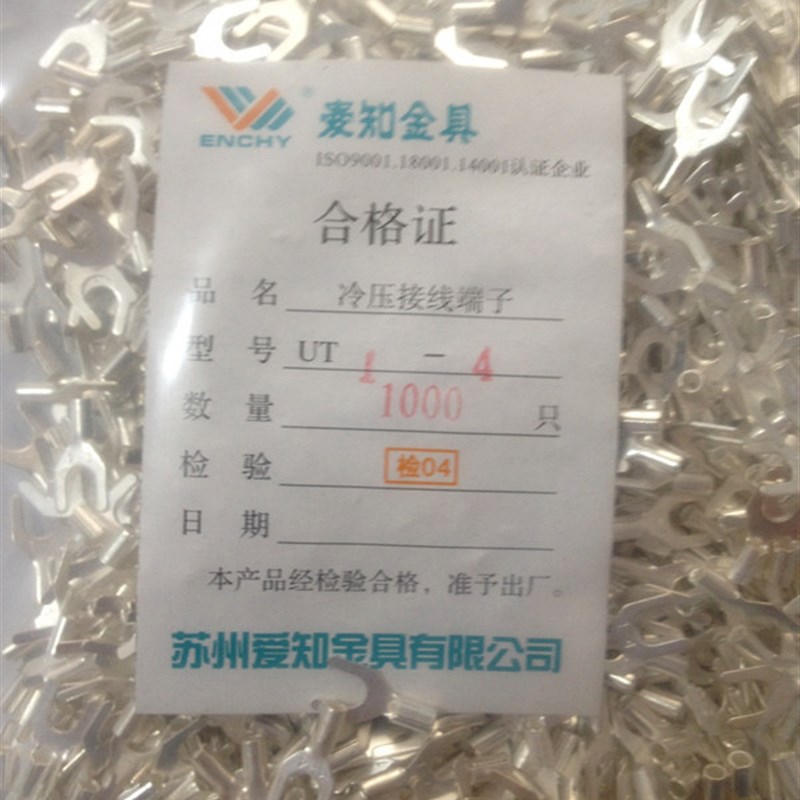 ENCHY
®
爱知金具
ISO9001.18001.14001认证企业
合格证
品 名 冷压接线端子
型 号 UT 1 - 4
数 量 1000 只
检 验 检04
日 期
本产品经检验合格，准予出厂。
苏州爱知金具有限公司